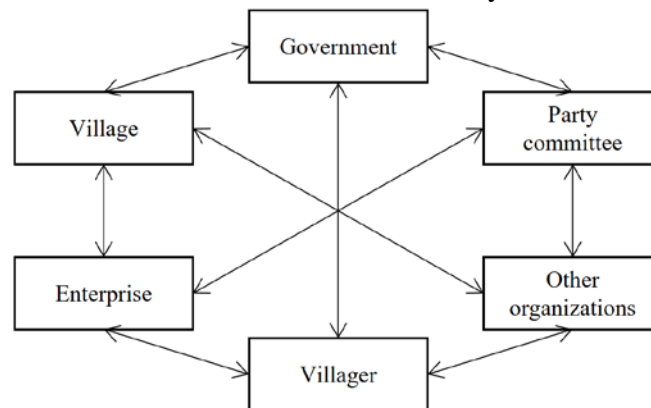 Government
Village
Party
committee
Enterprise
Other
organizations
Villager